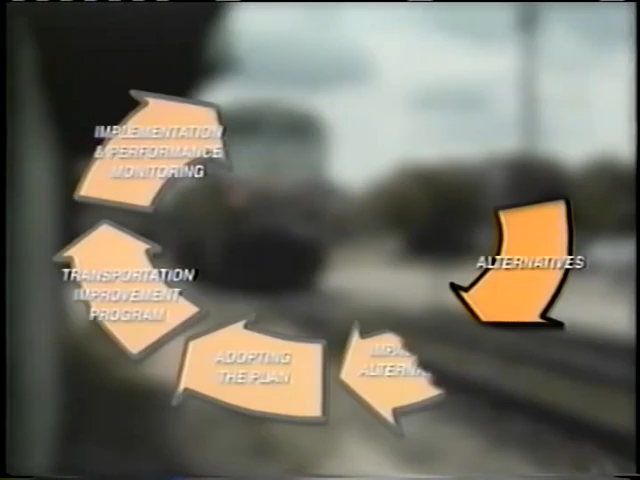 IMPLEMENTATION
& PERFORMANCE
MONITORING
ALTERNATIVES
TRANSPORTATION
IMPROVEMENT
PROGRAM
ADOPTING
THE PLAN